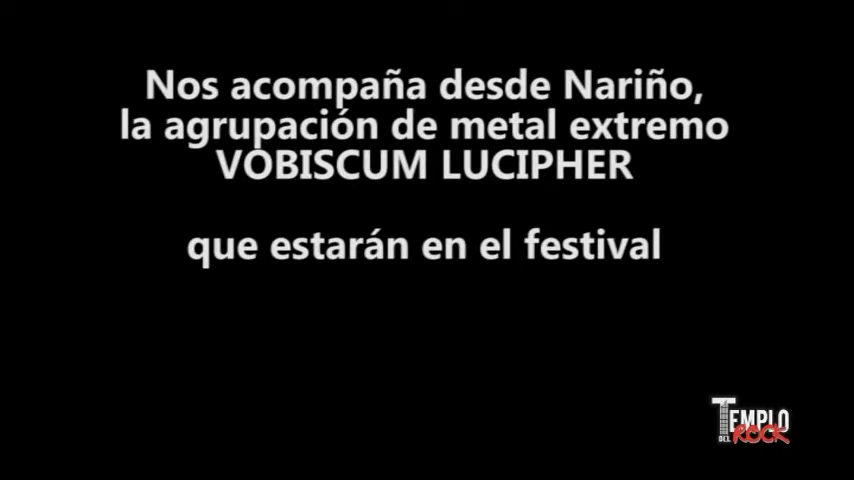 Nos acompaña desde Nariño,
la agrupación de metal extremo
VOBISCUM LUCIPHER
que estarán en el festival
TEMPLO
DEL ROCK